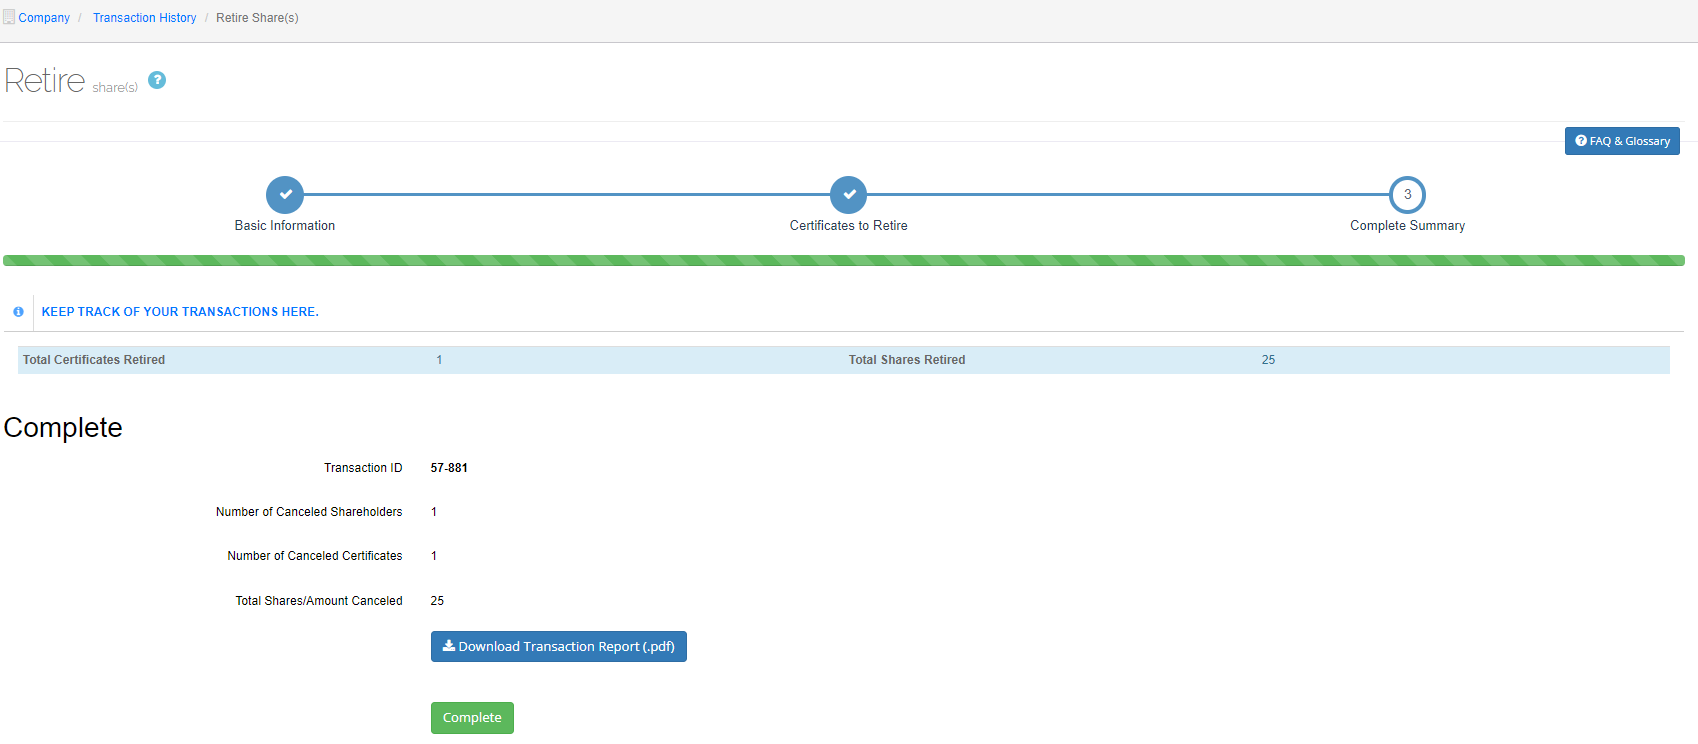 Company / Transaction History / Retire Share(s)
Retire share(s) ?
? FAQ & Glossary
3
Basic Information Certificates to Retire Complete Summary
KEEP TRACK OF YOUR TRANSACTIONS HERE.
Total Certificates Retired 1 Total Shares Retired 25
Complete
Transaction ID 57-881
Number of Canceled Shareholders 1
Number of Canceled Certificates 1
Total Shares/Amount Canceled 25
Download Transaction Report (.pdf)
Complete